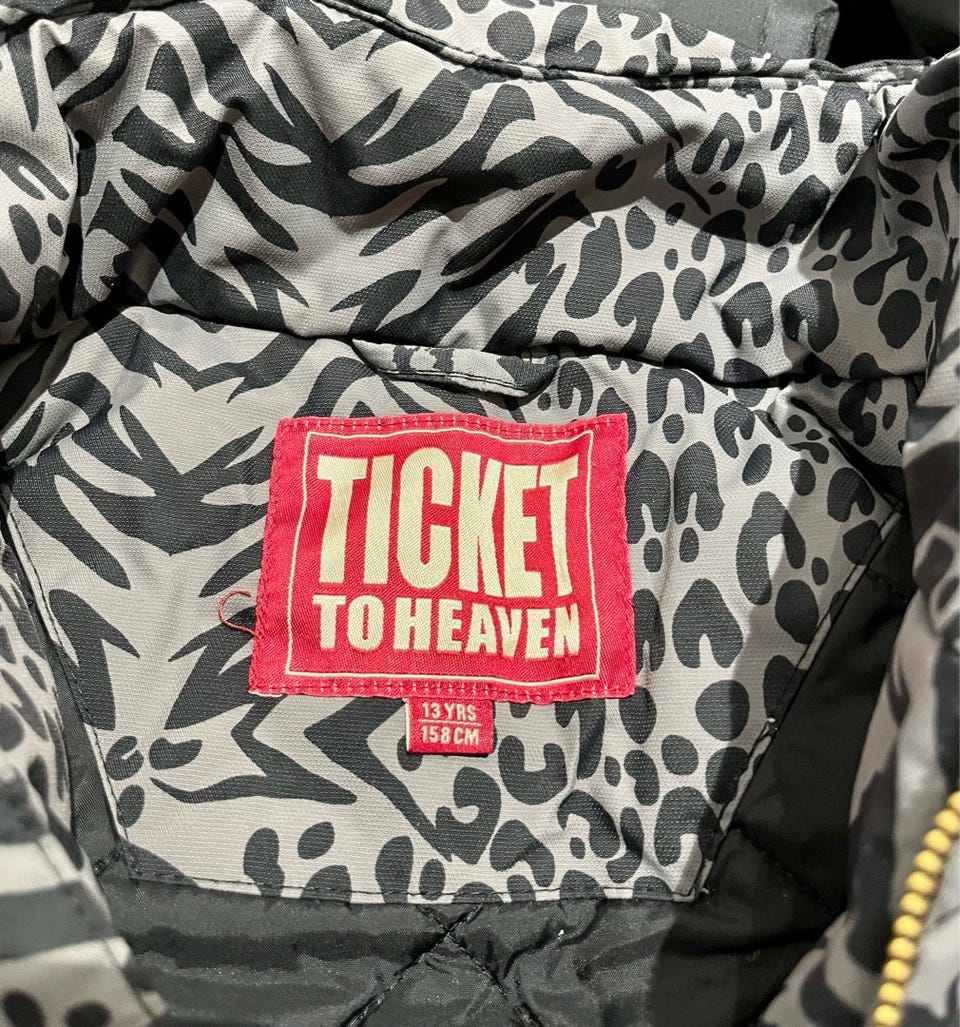 TICKET
TO HEAVEN
13 YRS
158 CM